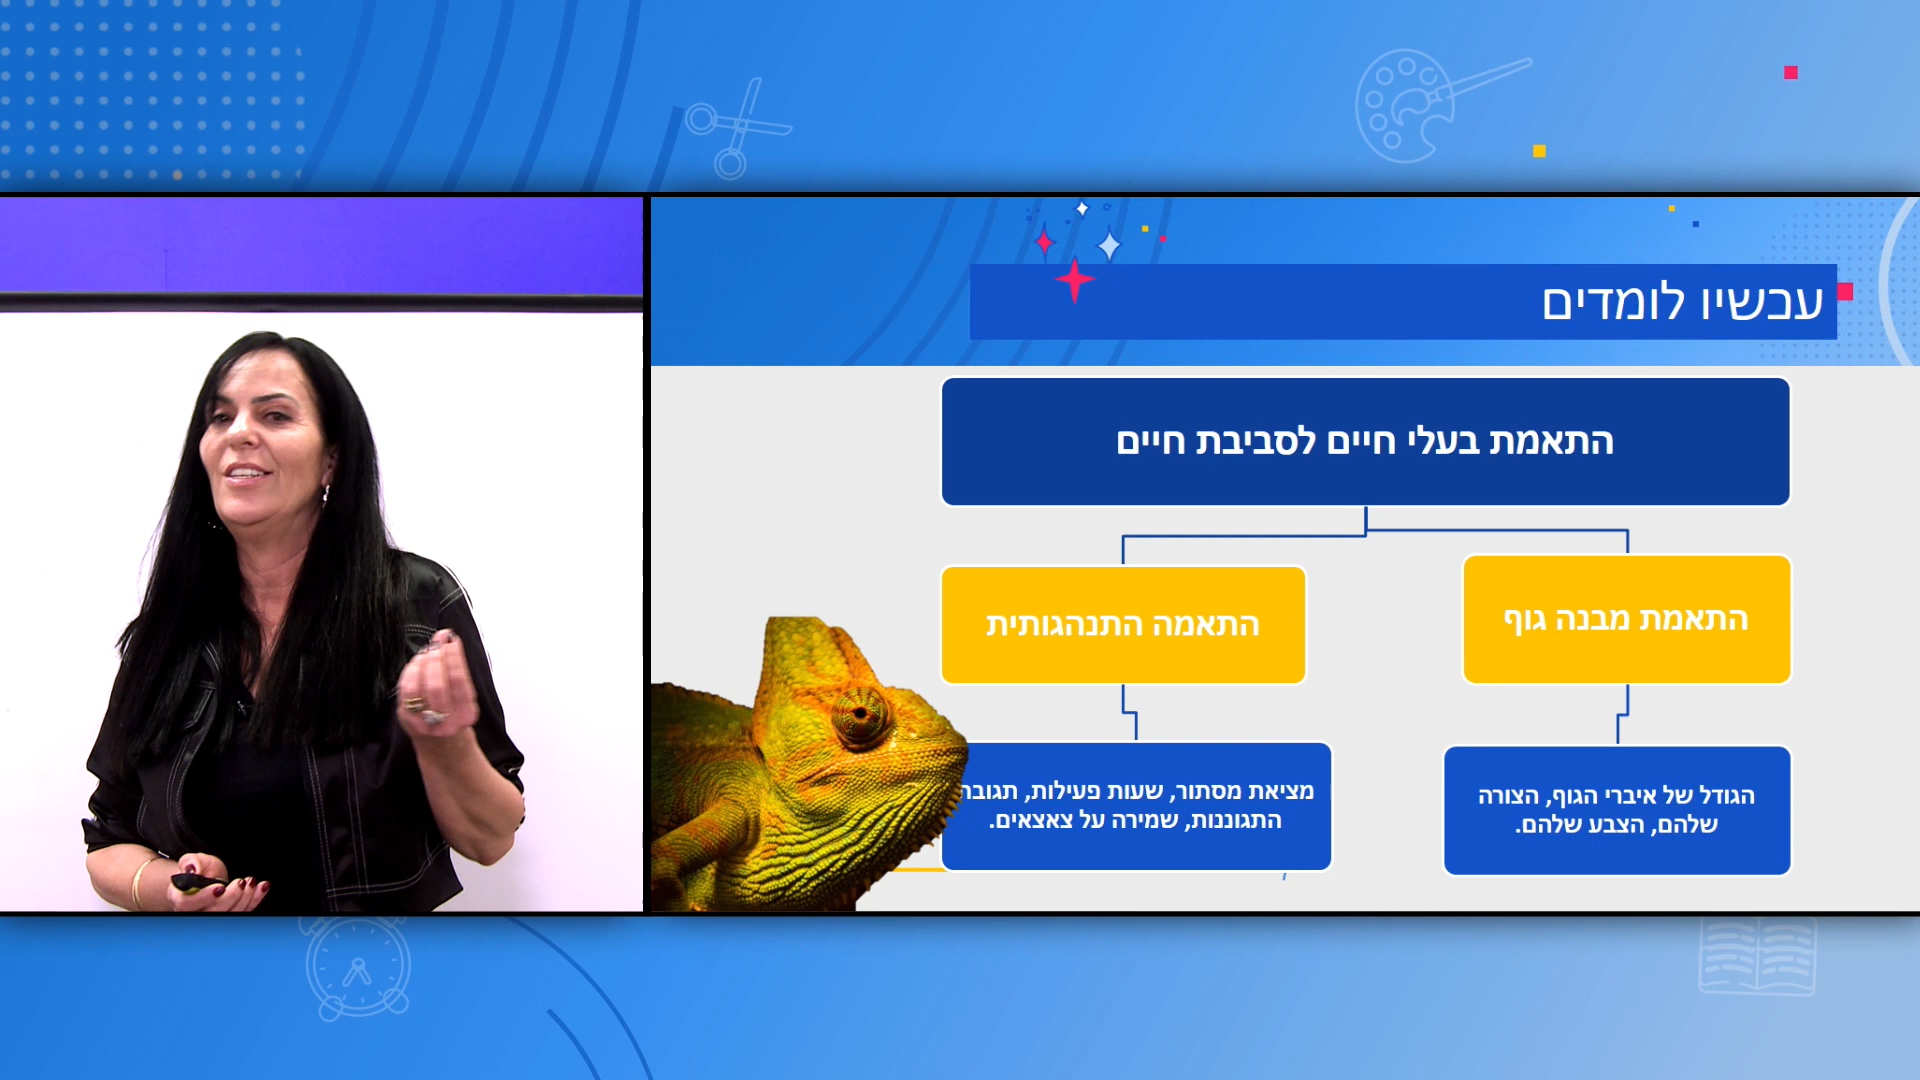 עכשיו לומדים
התאמת בעלי חיים לסביבת חיים
התאמת מבנה גוף
התאמה התנהגותית
הגודל של איברי הגוף, הצורה
שלהם, הצבע שלהם.
מציאת מסתור, שעות פעילות,
התגוננות, שמירה על צאצאים.